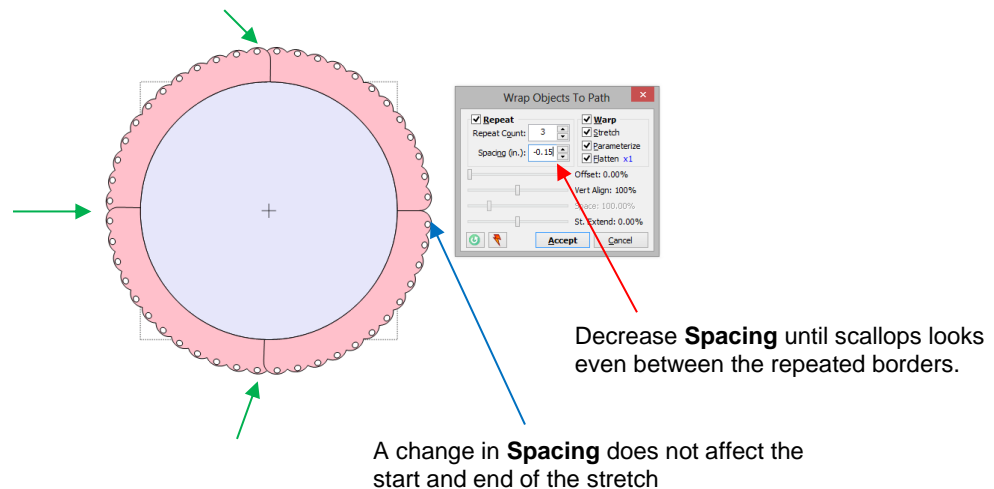 Wrap Objects To Path
Repeat
Warp
Repeat Count: 3
Stretch
Spacing (in.): -0.15
Parameterize
Flatten x1
Offset: 0.00%
Vert Align: 100%
Space: 100.00%
St. Extend: 0.00%
Accept Cancel
Decrease Spacing until scallops looks
even between the repeated borders.
A change in Spacing does not affect the
start and end of the stretch